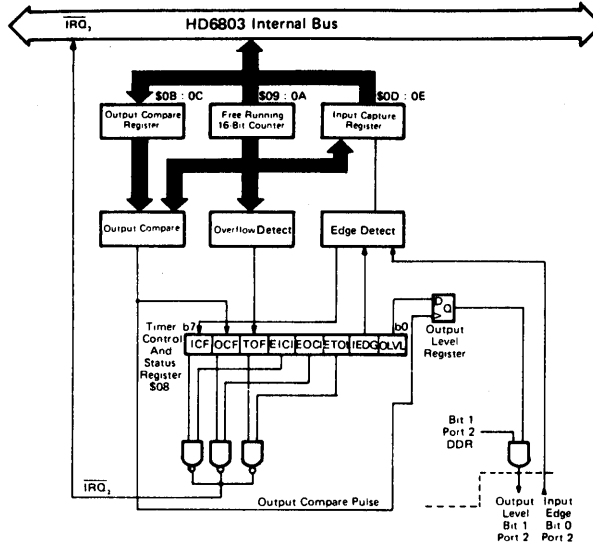 HD6803 Internal Bus
IRQ2
$0B : 0C
$09 : 0A
$0D : 0E
Output Compare
Register
Free Running
16-Bit Counter
Input Capture
Register
Output Compare
Overflow Detect
Edge Detect
Timer
Control
And
Status
Register
$08
b7
b0
ICF OCF TOF EICI EOCI ETOI IEDG OLVL
D
Q
Output
Level
Register
Bit 1
Port 2
DDR
IRQ2
Output Compare Pulse
Output
Level
Bit 1
Port 2
Input
Edge
Bit 0
Port 2